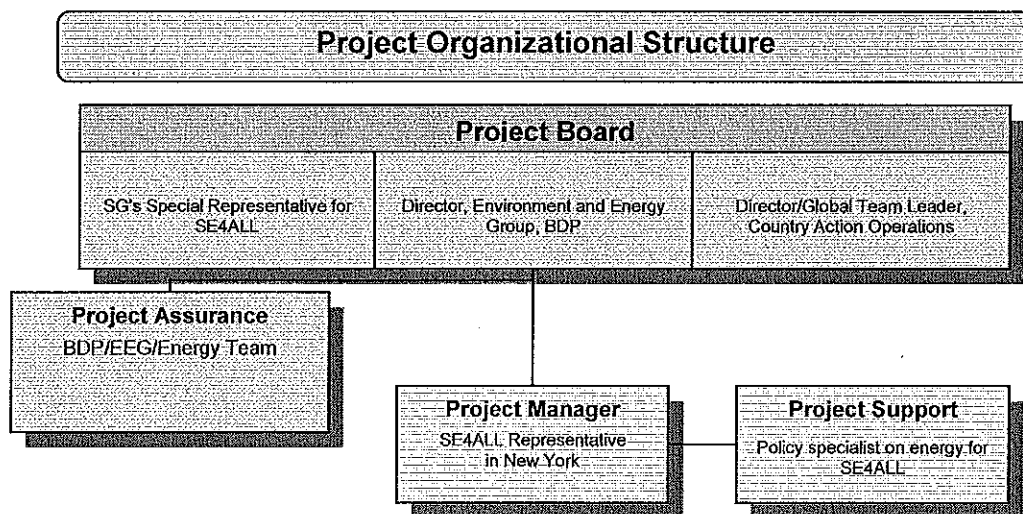 Project Organizational Structure
Project Board
SG's Special Representative for
SE4ALL
Director, Environment and Energy
Group, BDP
Director/Global Team Leader,
Country Action Operations
Project Assurance
BDP/EEG/Energy Team
Project Manager
SE4ALL Representative
in New York
Project Support
Policy specialist on energy for
SE4ALL